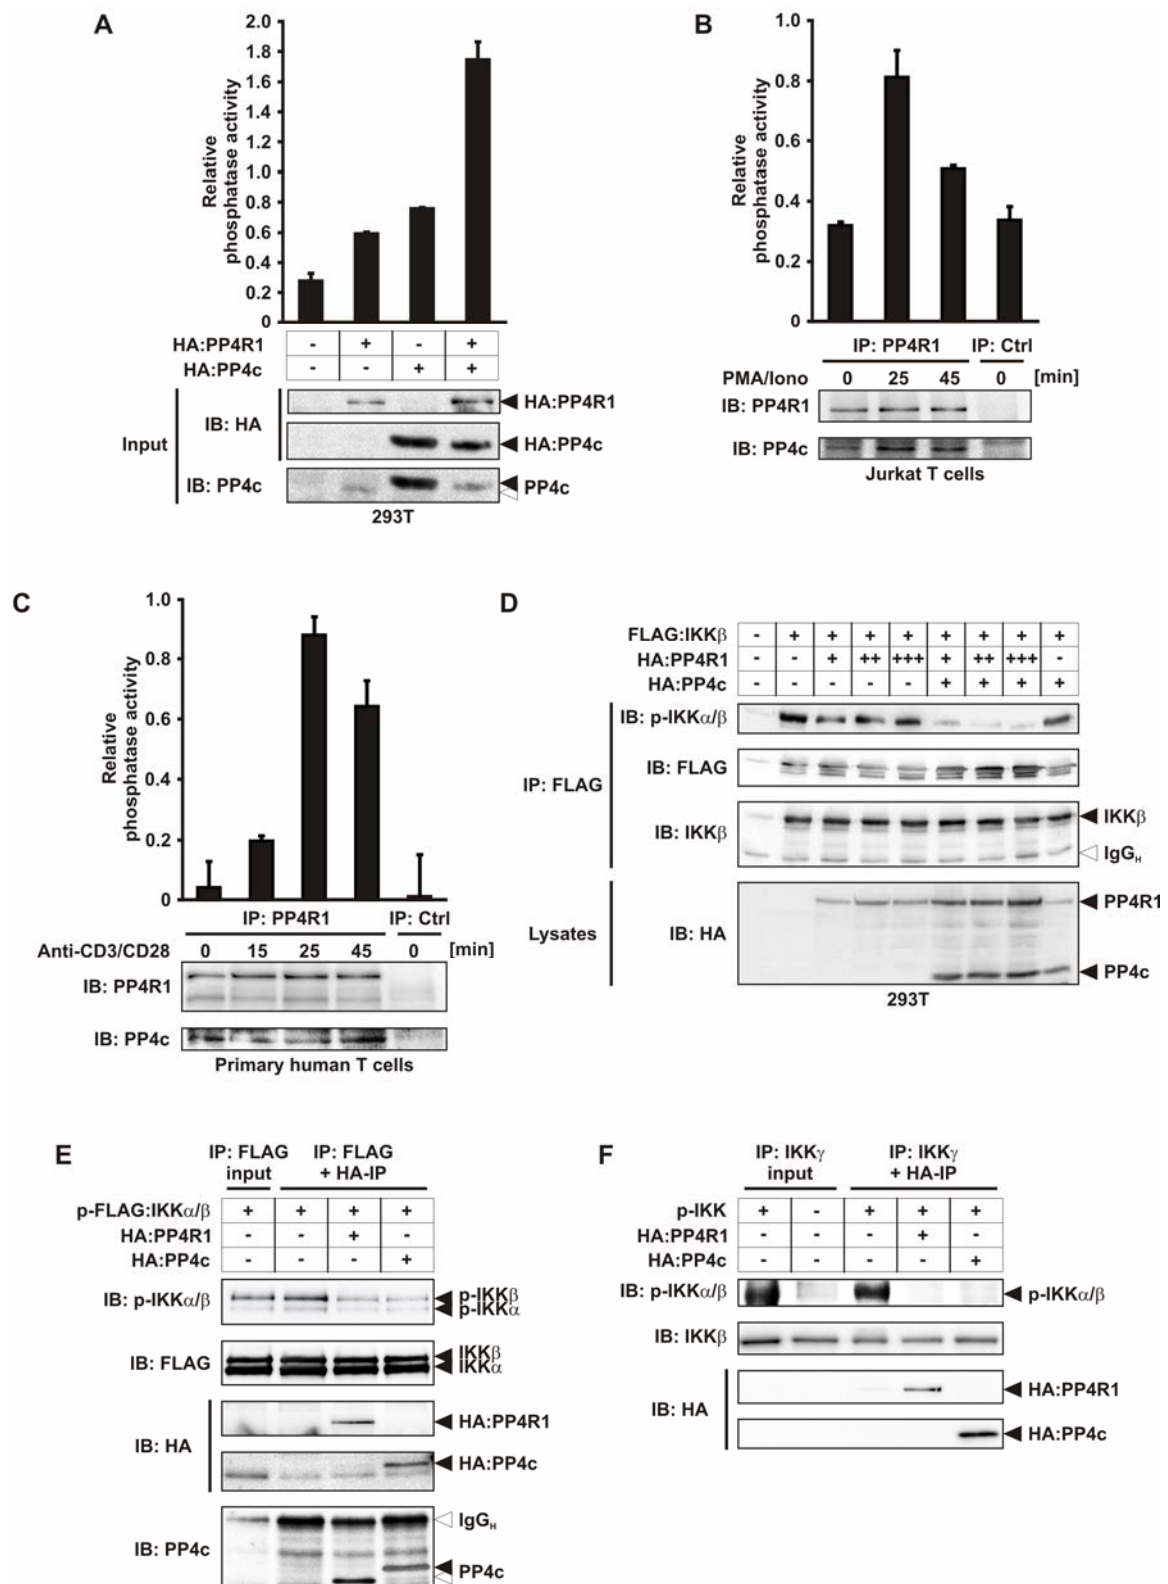 A
2.0
1.8
1.6
1.4
1.2
1.0
0.8
0.6
0.4
0.2
0
Relative
phosphatase activity
HA:PP4R1 - + - +
HA:PP4c - - + +
Input
IB: HA
HA:PP4R1
HA:PP4c
IB: PP4c
PP4c
293T
B
1.0
0.8
0.6
0.4
0.2
0
Relative
phosphatase activity
IP: PP4R1 IP: Ctrl
PMA/Iono 0 25 45 0 [min]
IB: PP4R1
IB: PP4c
Jurkat T cells
C
1.0
0.8
0.6
0.4
0.2
0
Relative
phosphatase activity
IP: PP4R1 IP: Ctrl
Anti-CD3/CD28 0 15 25 45 0 [min]
IB: PP4R1
IB: PP4c
Primary human T cells
D
FLAG:IKKβ - + + + + + + + +
HA:PP4R1 - - + ++ +++ + ++ +++ -
HA:PP4c - - - - - + + + +
IP: FLAG
IB: p-IKKα/β
IB: FLAG
IB: IKKβ
IKKβ
IgGH
Lysates
IB: HA
PP4R1
PP4c
293T
E
IP: FLAG IP: FLAG
input + HA-IP
p-FLAG:IKKα/β + + + +
HA:PP4R1 - - + -
HA:PP4c - - - +
IB: p-IKKα/β
p-IKKβ
p-IKKα
IB: FLAG
IKKβ
IKKα
IB: HA
HA:PP4R1
HA:PP4c
IB: PP4c
IgGH
PP4c
F
IP: IKKγ IP: IKKγ
input + HA-IP
p-IKK + - + + +
HA:PP4R1 - - - + -
HA:PP4c - - - - +
IB: p-IKKα/β
p-IKKα/β
IB: IKKβ
IB: HA
HA:PP4R1
HA:PP4c